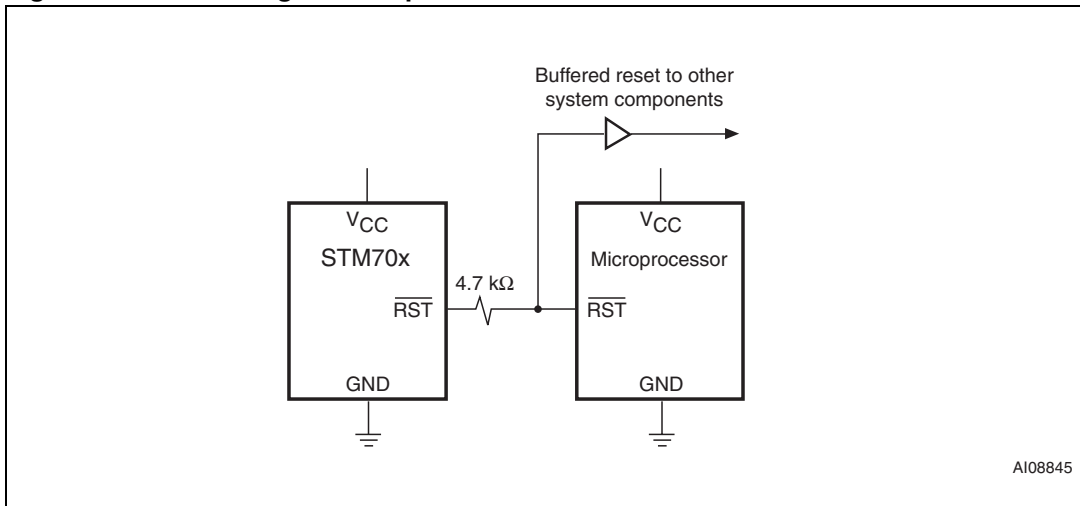 Buffered reset to other
system components
VCC
STM70x
4.7 kΩ
RST
GND
VCC
Microprocessor
RST
GND
AI08845